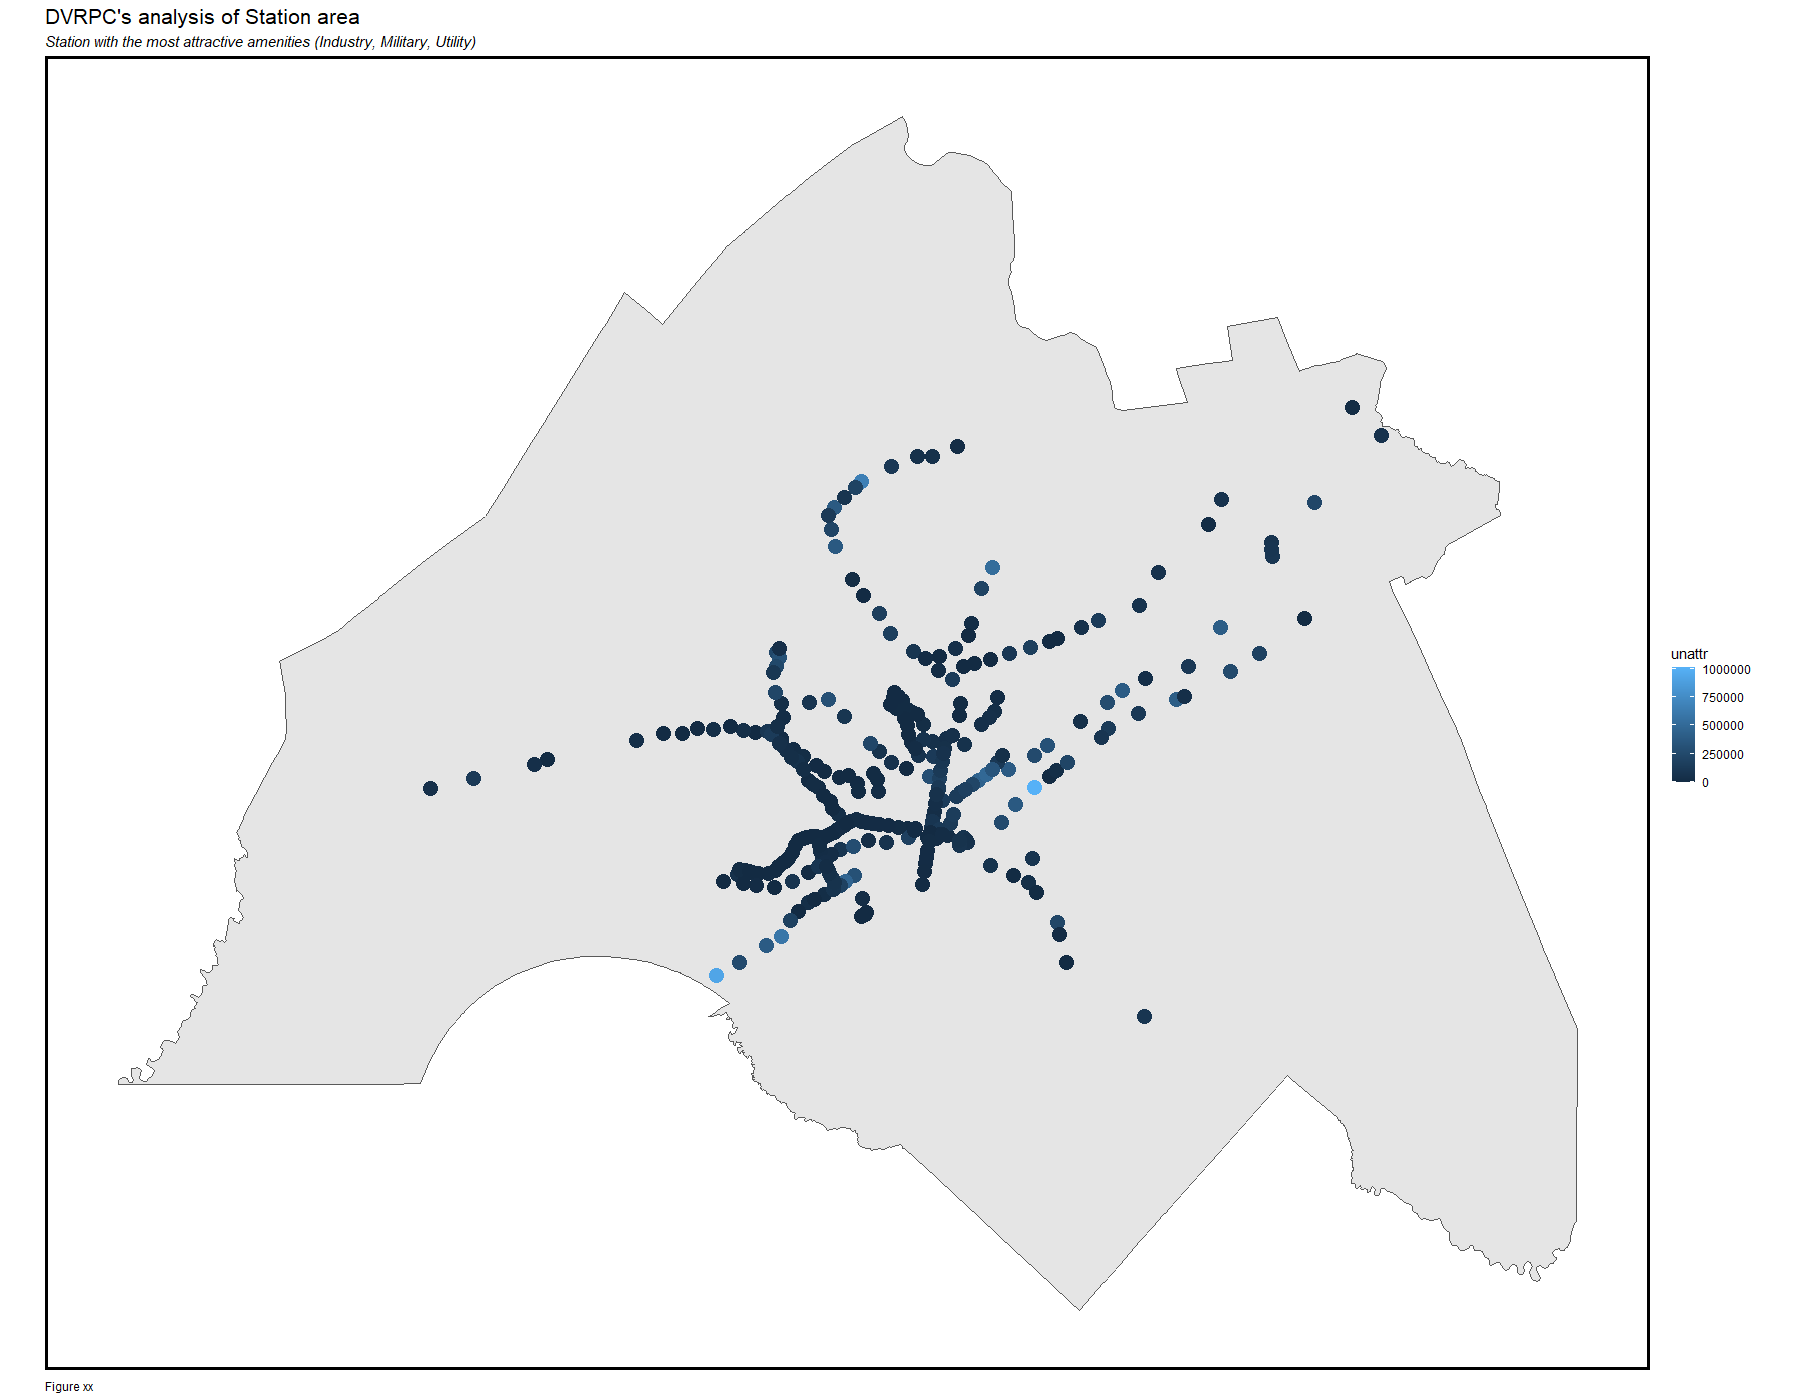 DVRPC's analysis of Station area
Station with the most attractive amenities (Industry, Military, Utility)
unattr
1000000
750000
500000
250000
0
Figure xx